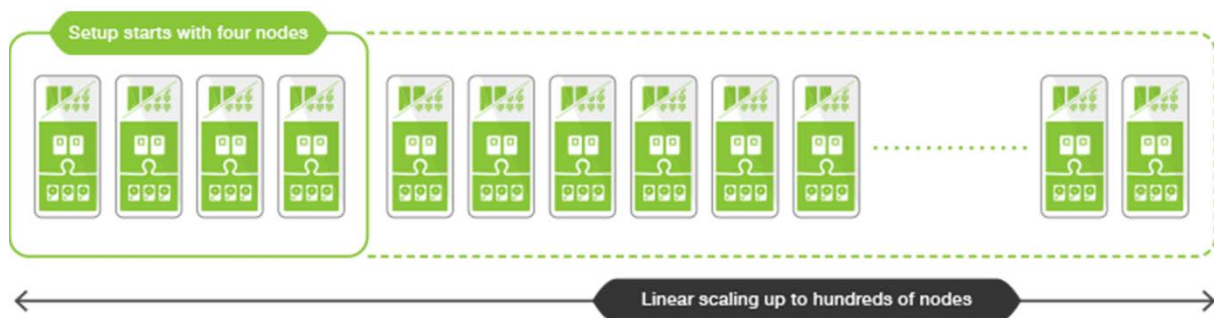 Setup starts with four nodes
Linear scaling up to hundreds of nodes